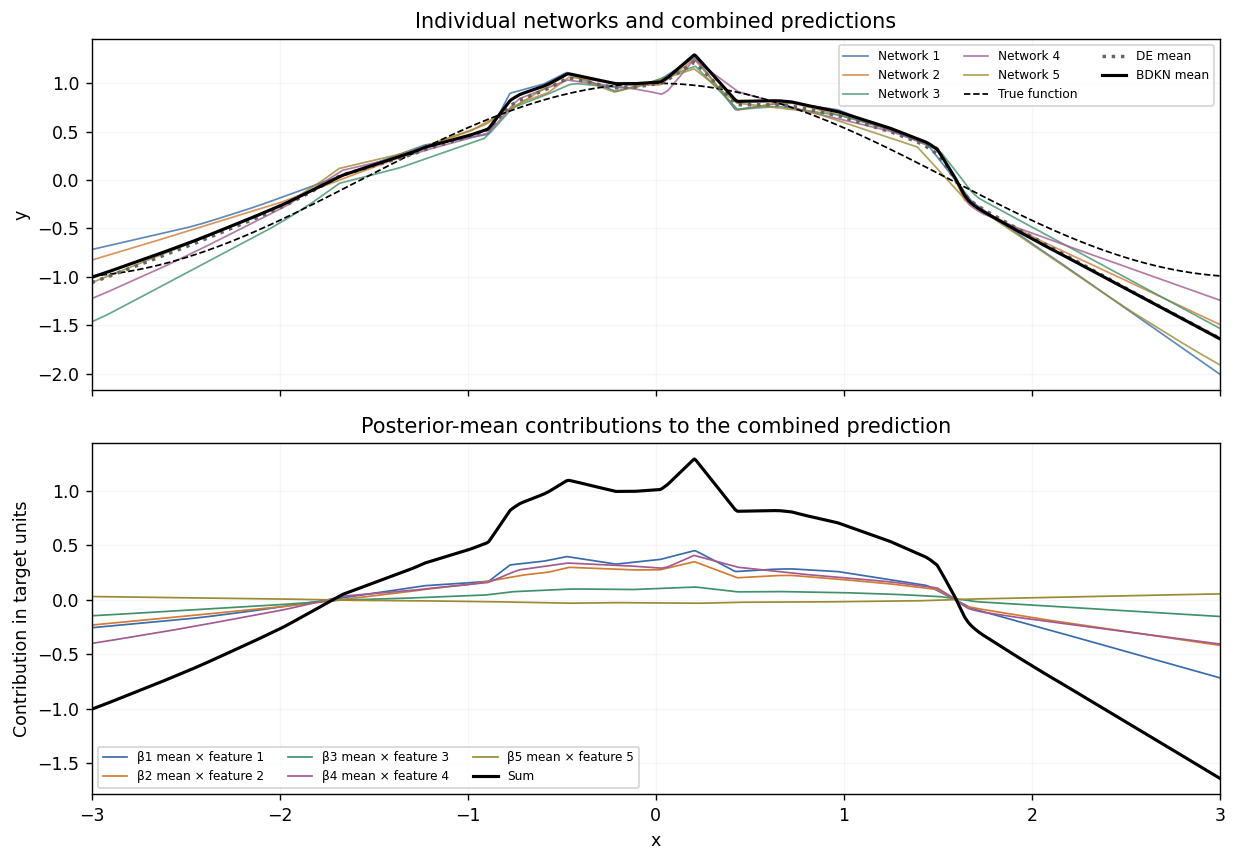 Individual networks and combined predictions
Network 1 Network 4 DE mean
Network 2 Network 5 BDKN mean
Network 3 True function
1.0
0.5
0.0
−0.5
−1.0
−1.5
−2.0
y
Posterior-mean contributions to the combined prediction
1.0
0.5
0.0
−0.5
−1.0
−1.5
Contribution in target units
β1 mean × feature 1 β3 mean × feature 3 β5 mean × feature 5
β2 mean × feature 2 β4 mean × feature 4 Sum
−3 −2 −1 0 1 2 3
x